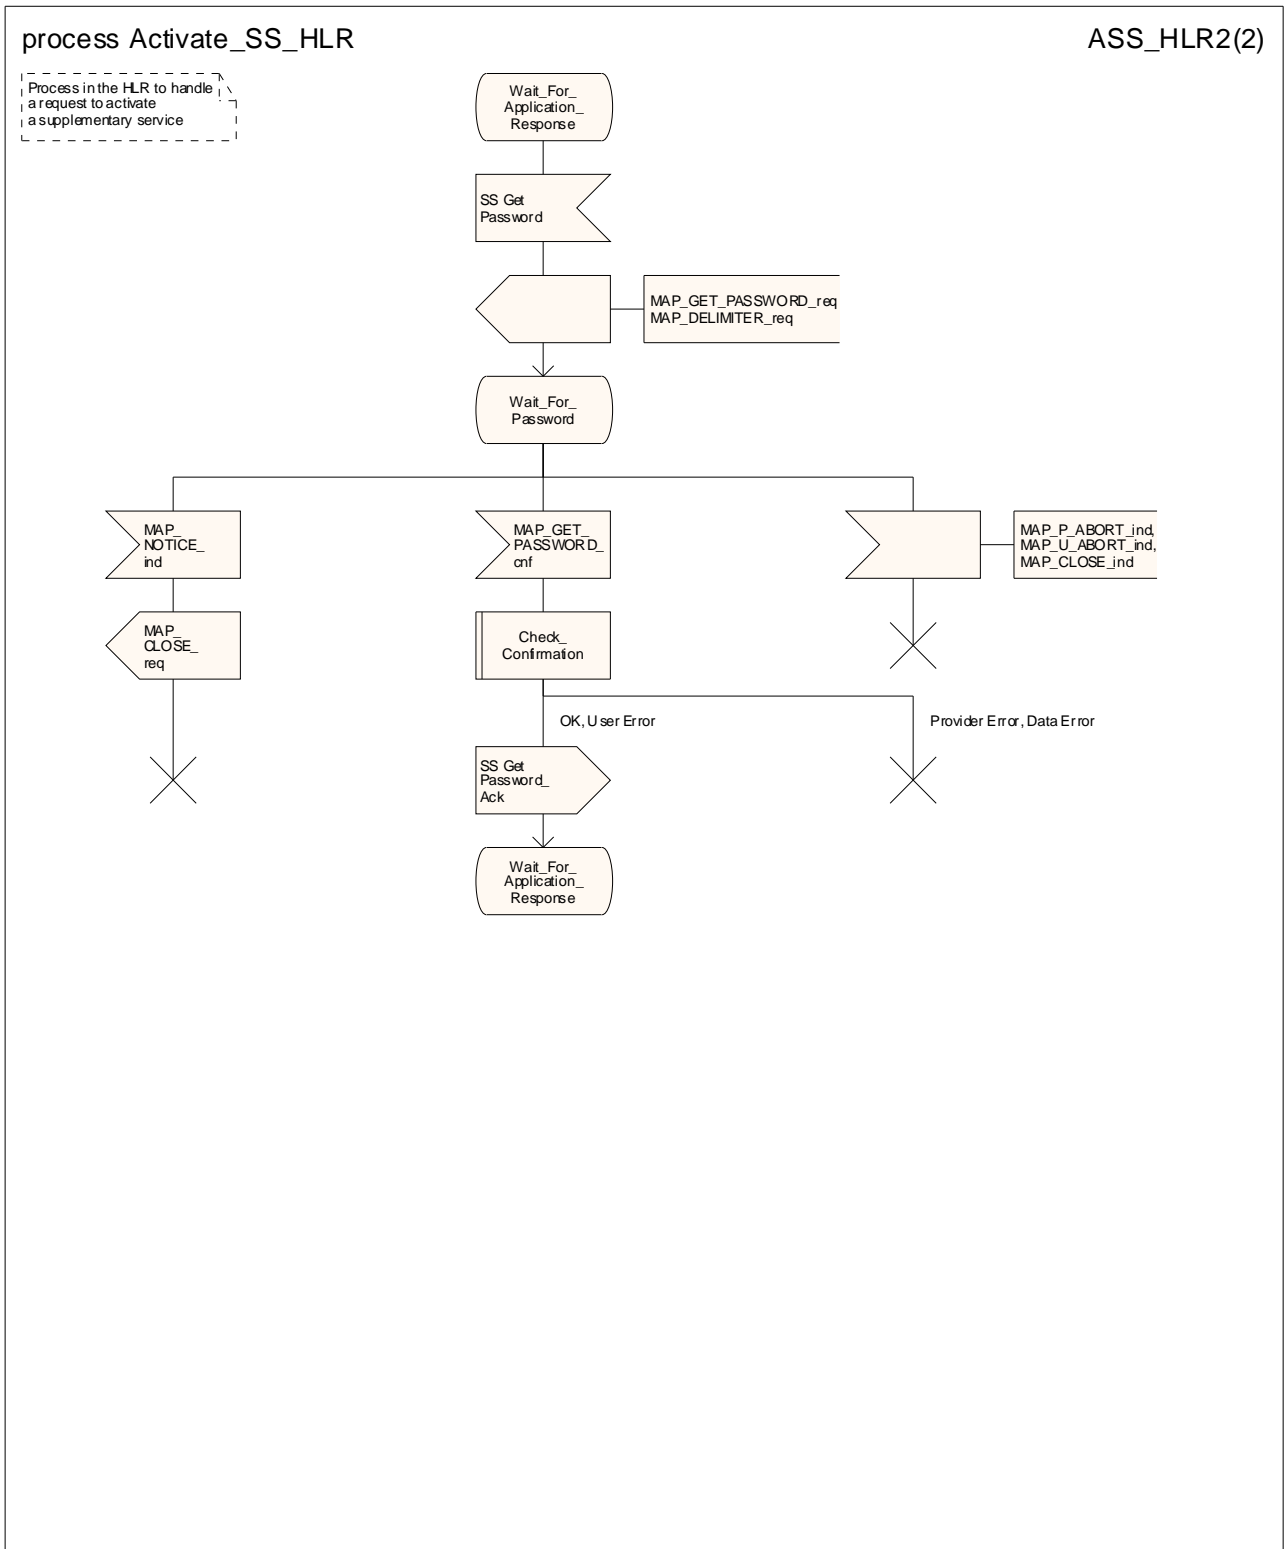 process Activate_SS_HLR
ASS_HLR2(2)
Process in the HLR to handle
a request to activate
a supplementary service
Wait_For_
Application_
Response
SS Get
Password
MAP_GET_PASSWORD_req
MAP_DELIMITER_req
Wait_For_
Password
MAP_
NOTICE_
ind
MAP_GET_
PASSWORD_
cnf
MAP_P_ABORT_ind,
MAP_U_ABORT_ind,
MAP_CLOSE_ind
MAP_
CLOSE_
req
Check_
Confirmation
OK, User Error
Provider Error, Data Error
SS Get
Password_
Ack
Wait_For_
Application_
Response